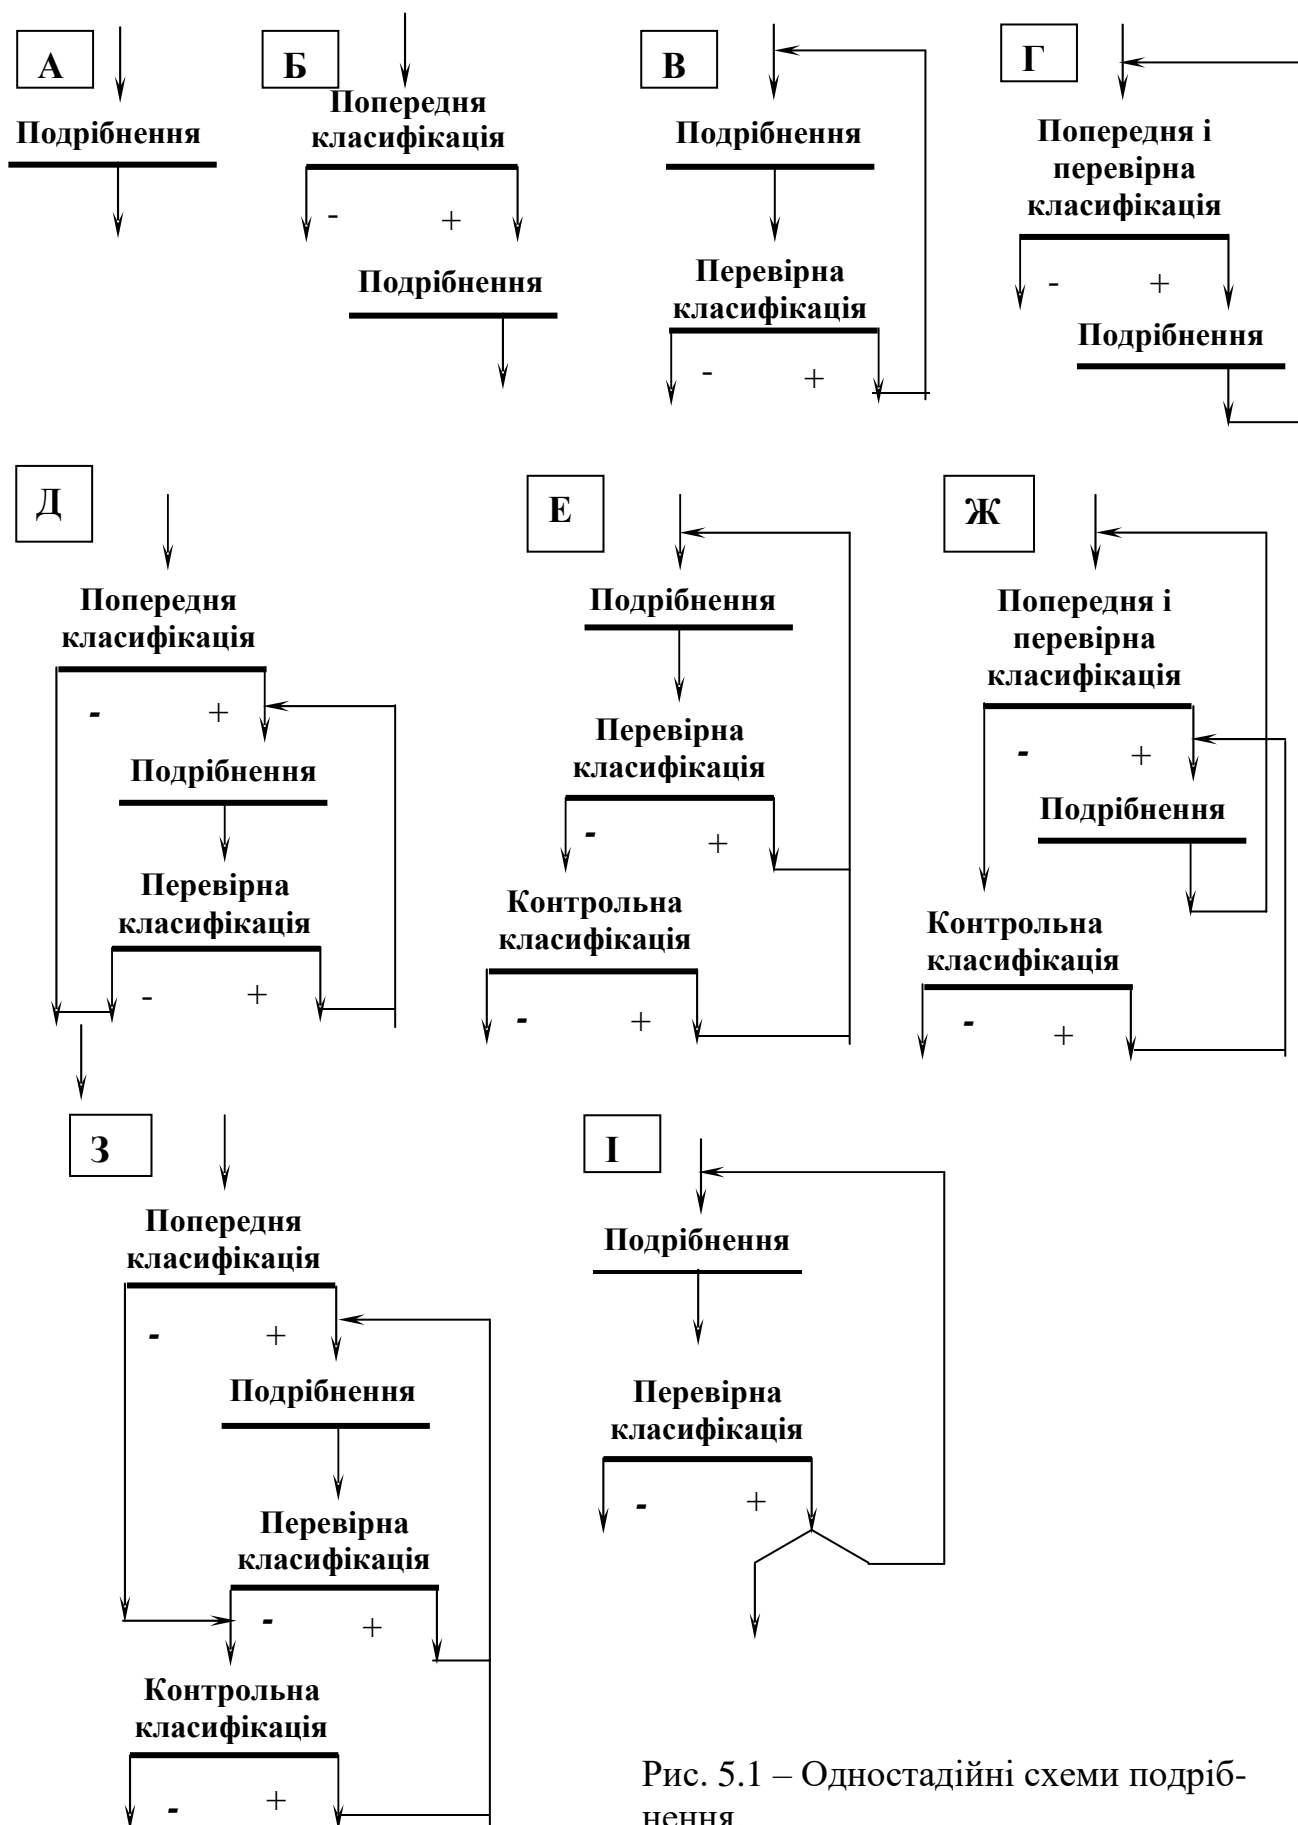 А
Подрібнення
Б
Попередня
класифікація
-
+
Подрібнення
В
Подрібнення
Перевірна
класифікація
-
+
Г
Попередня і
перевірна
класифікація
-
+
Подрібнення
Д
Попередня
класифікація
-
+
Подрібнення
Перевірна
класифікація
-
+
Е
Подрібнення
Перевірна
класифікація
-
+
Контрольна
класифікація
-
+
Ж
Попередня і
перевірна
класифікація
-
+
Подрібнення
Контрольна
класифікація
-
+
З
Попередня
класифікація
-
+
Подрібнення
Перевірна
класифікація
-
+
Контрольна
класифікація
-
+
І
Подрібнення
Перевірна
класифікація
-
+
Рис. 5.1 – Одностадійні схеми подріб-
нення